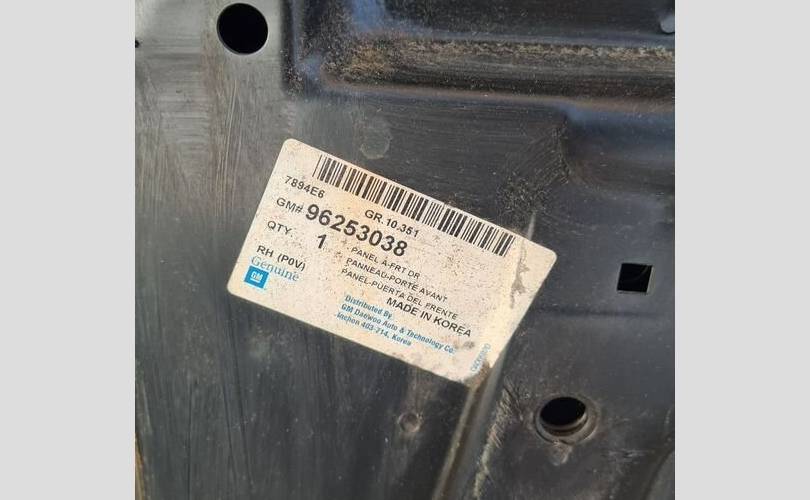 7894E6
GR.10.351
GM# 96253038
QTY. 1
PANEL A-FRT DR
RH (P0V)
PANNEAU-PORTE AVANT
PANEL-PUERTA DEL FRENTE
Genuine
GM
MADE IN KOREA
Distributed By
GM Daewoo Auto & Technology Co.
Inchon 403-714, Korea